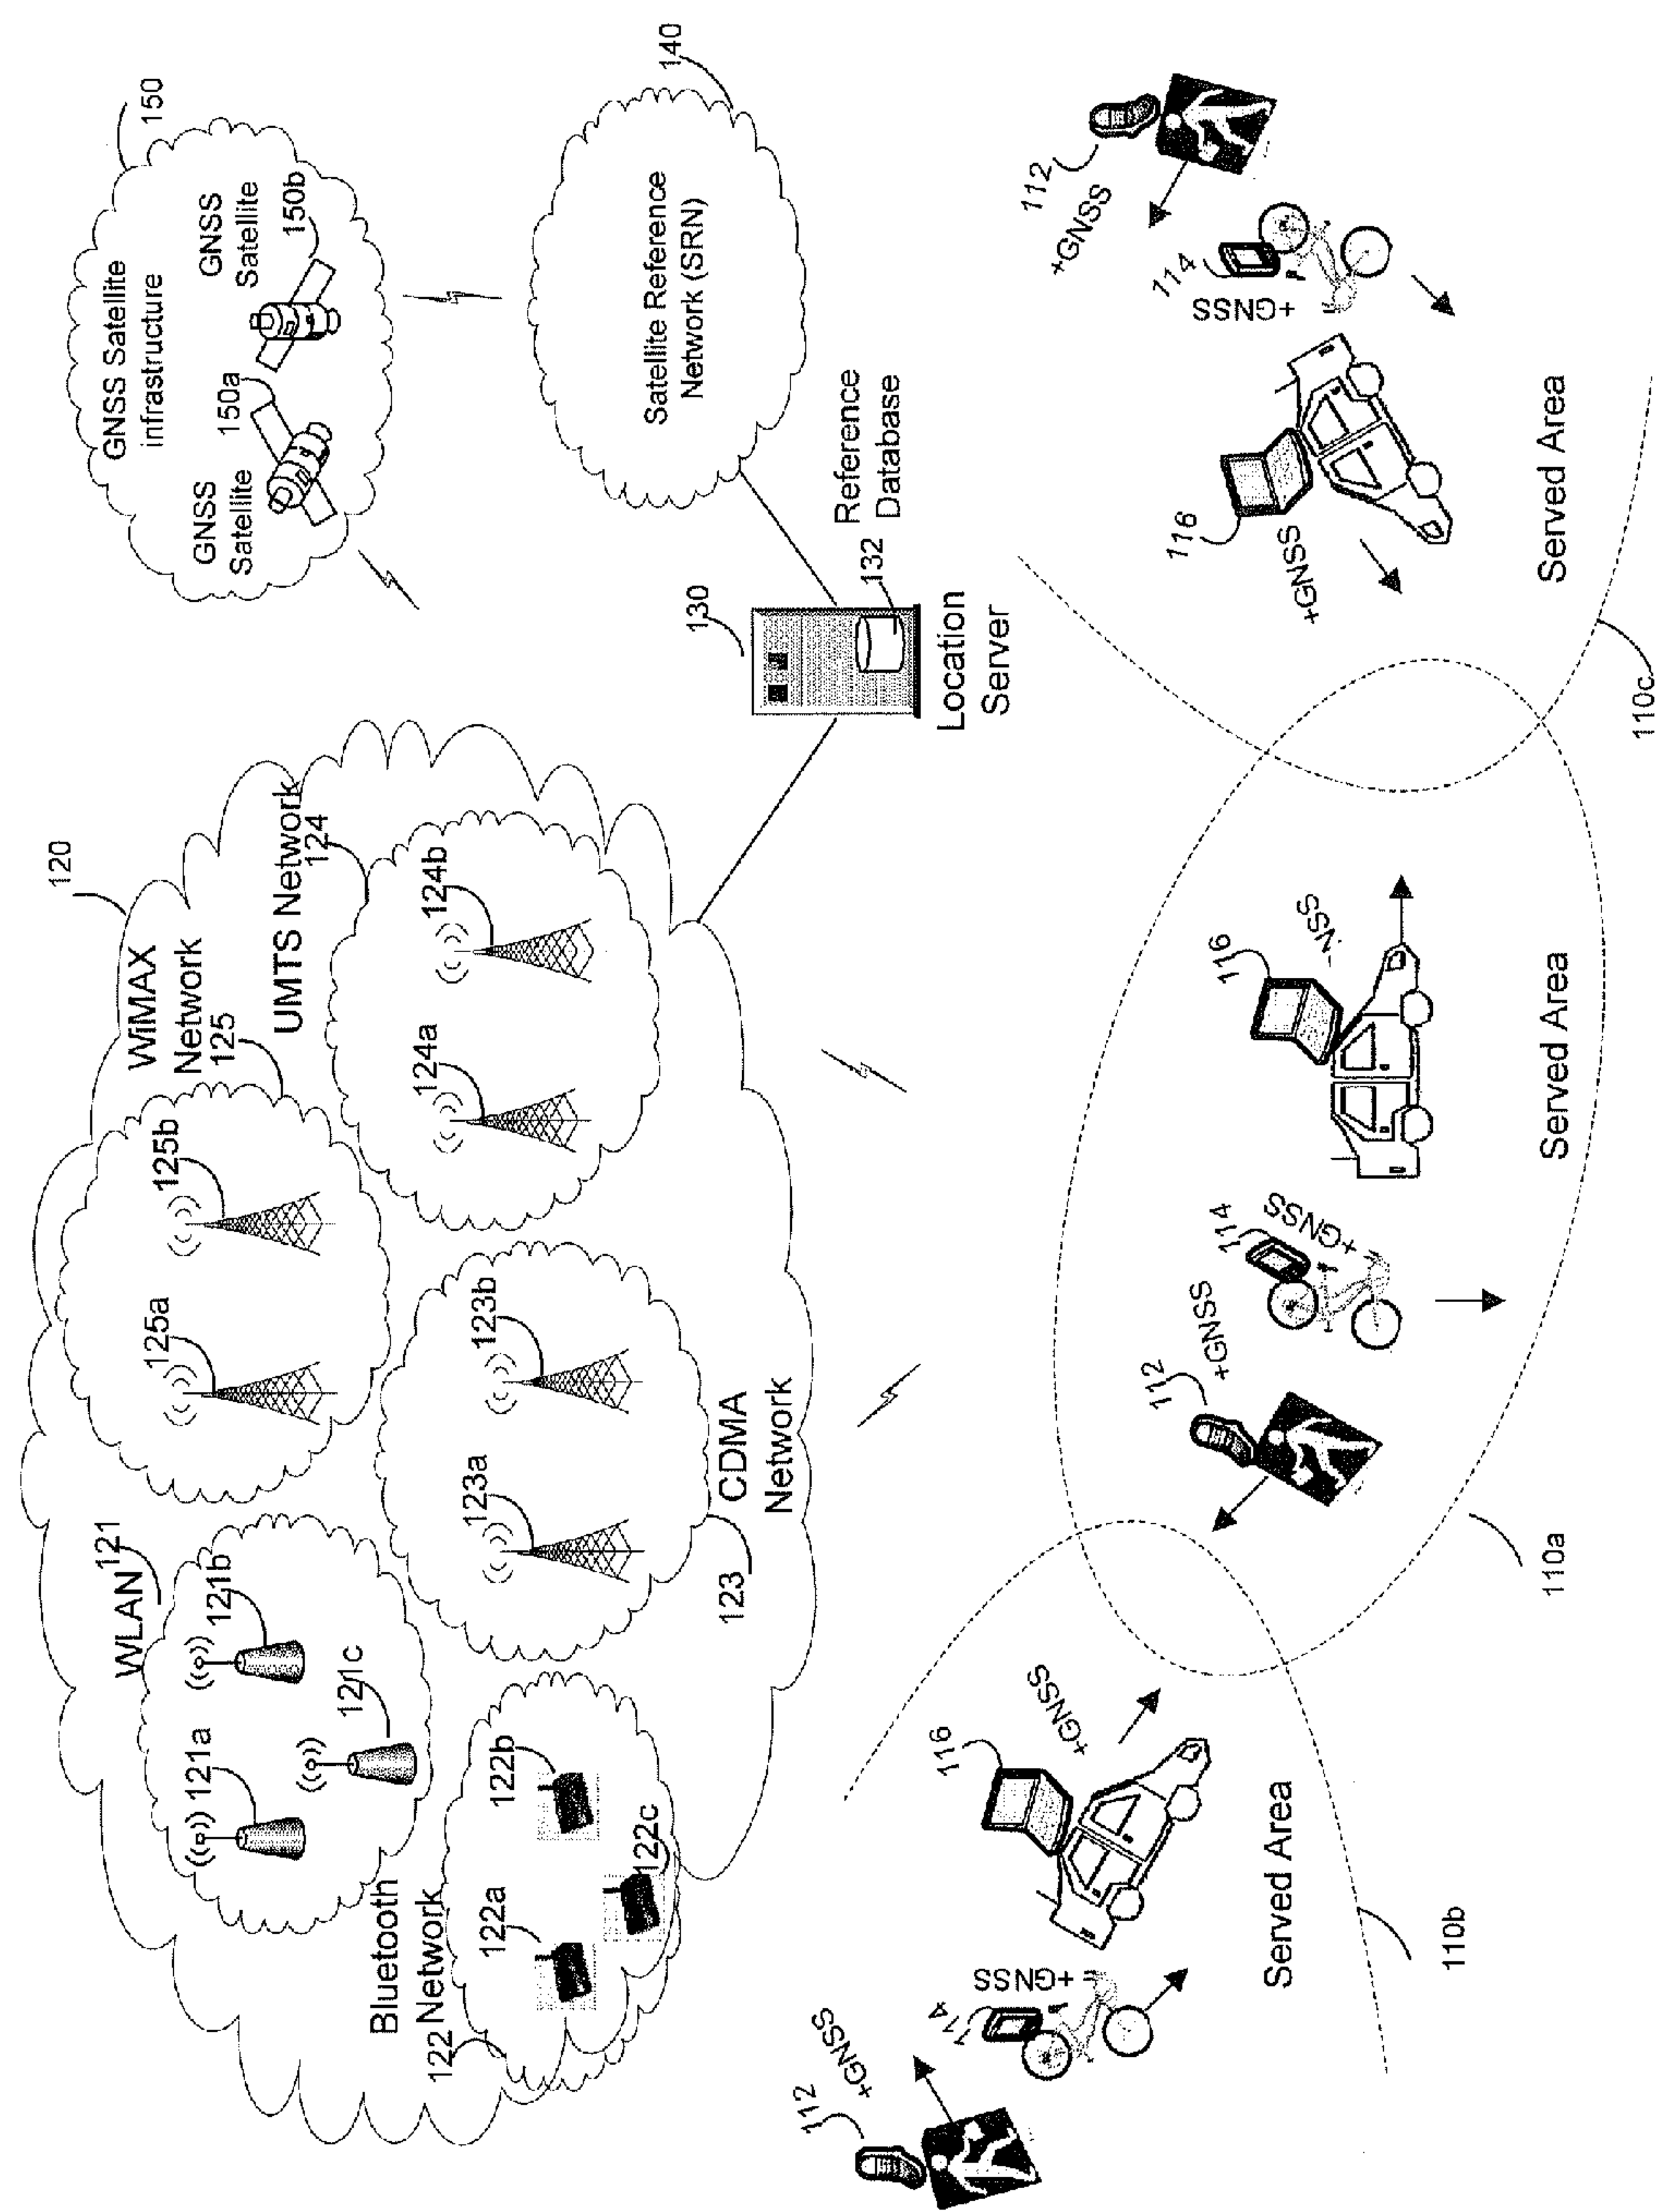 120
WiMAX
Network
125
125a
125b
UMTS Network
124
124a
124b
WLAN
121
121a
121b
121c
Bluetooth
Network
122
122a
122b
122c
123a
123b
CDMA
Network
123
150
GNSS Satellite
infrastructure
GNSS
Satellite
150a
GNSS
Satellite
150b
140
Satellite Reference
Network (SRN)
130
Reference
Database
132
Location
Server
112
+GNSS
114
+GNSS
116
+GNSS
Served Area
110b
112
+GNSS
114
+GNSS
116
Served Area
110a
116
+GNSS
114
+GNSS
112
+GNSS
Served Area
110c